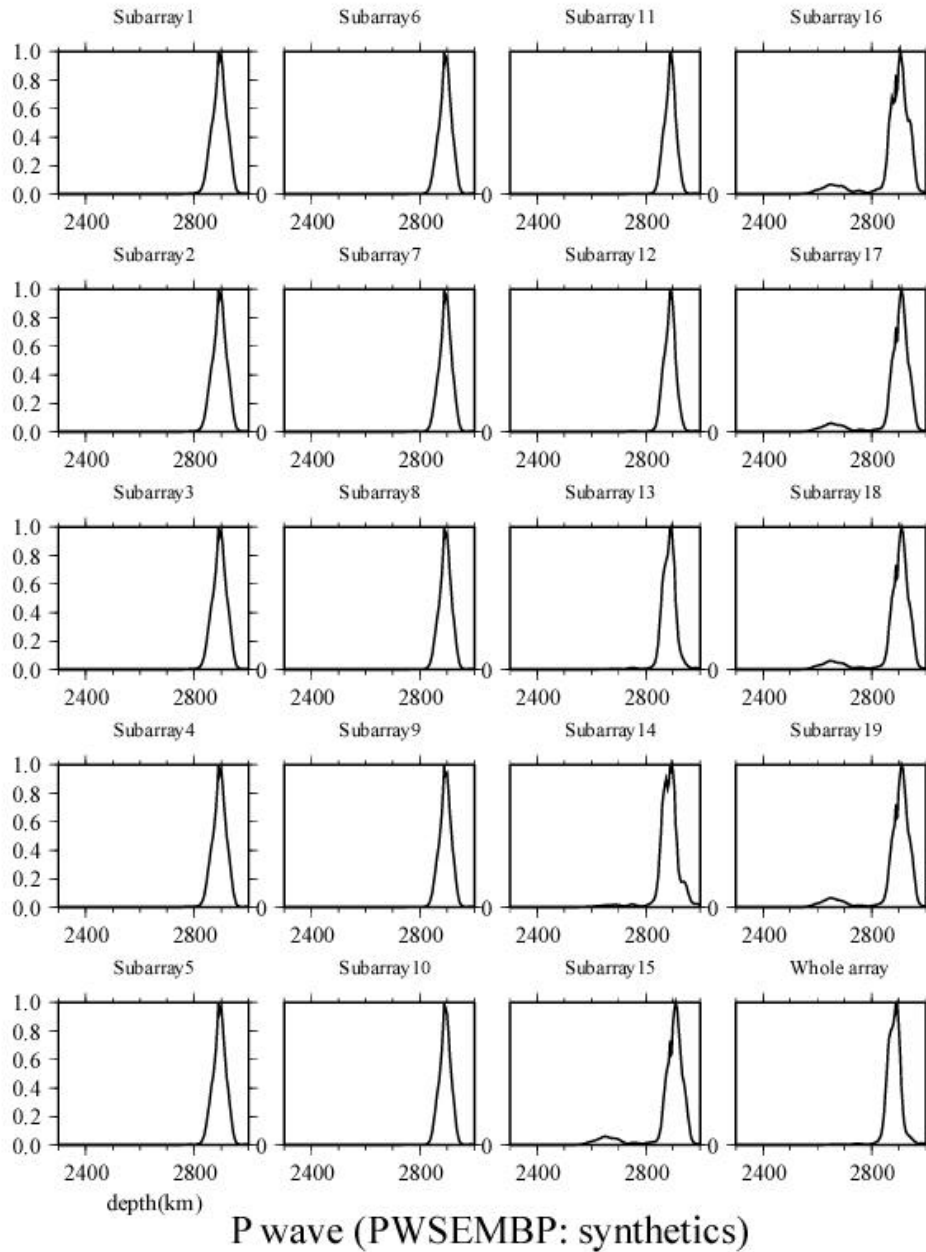 Subarray1 Subarray6 Subarray11 Subarray16
1.0
0.8
0.6
0.4
0.2
0.0 0 0 0
2400 2800 2400 2800 2400 2800 2400 2800
Subarray2 Subarray7 Subarray12 Subarray17
1.0
0.8
0.6
0.4
0.2
0.0 0 0 0
2400 2800 2400 2800 2400 2800 2400 2800
Subarray3 Subarray8 Subarray13 Subarray18
1.0
0.8
0.6
0.4
0.2
0.0 0 0 0
2400 2800 2400 2800 2400 2800 2400 2800
Subarray4 Subarray9 Subarray14 Subarray19
1.0
0.8
0.6
0.4
0.2
0.0 0 0 0
2400 2800 2400 2800 2400 2800 2400 2800
Subarray5 Subarray10 Subarray15 Whole array
1.0
0.8
0.6
0.4
0.2
0.0 0 0 0
2400 2800 2400 2800 2400 2800 2400 2800
depth(km)
P wave (PWSEMBP: synthetics)